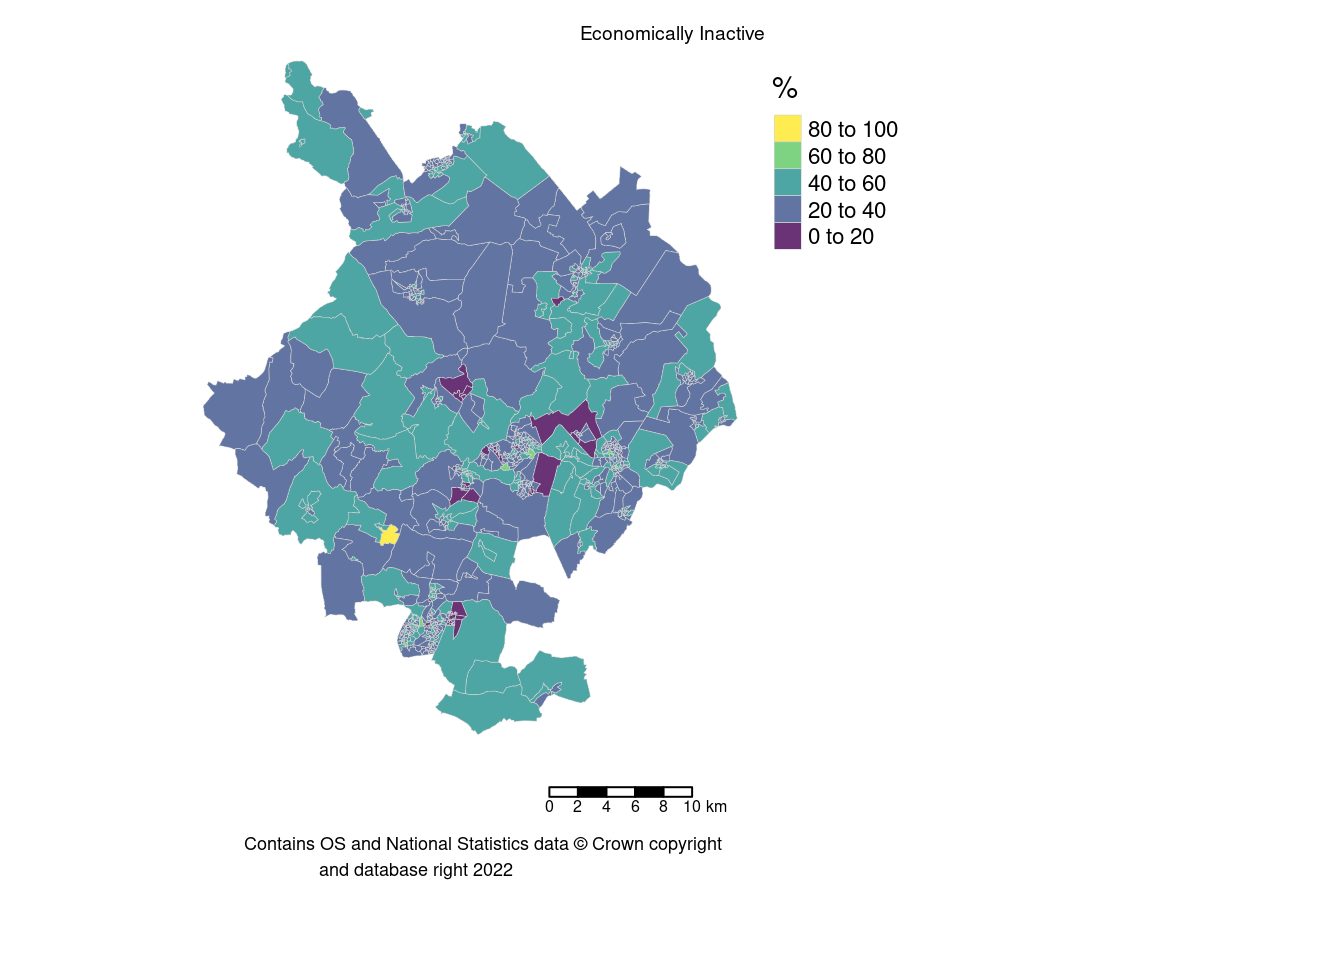 Economically Inactive
%
80 to 100
60 to 80
40 to 60
20 to 40
0 to 20
0 2 4 6 8 10 km
Contains OS and National Statistics data © Crown copyright
and database right 2022